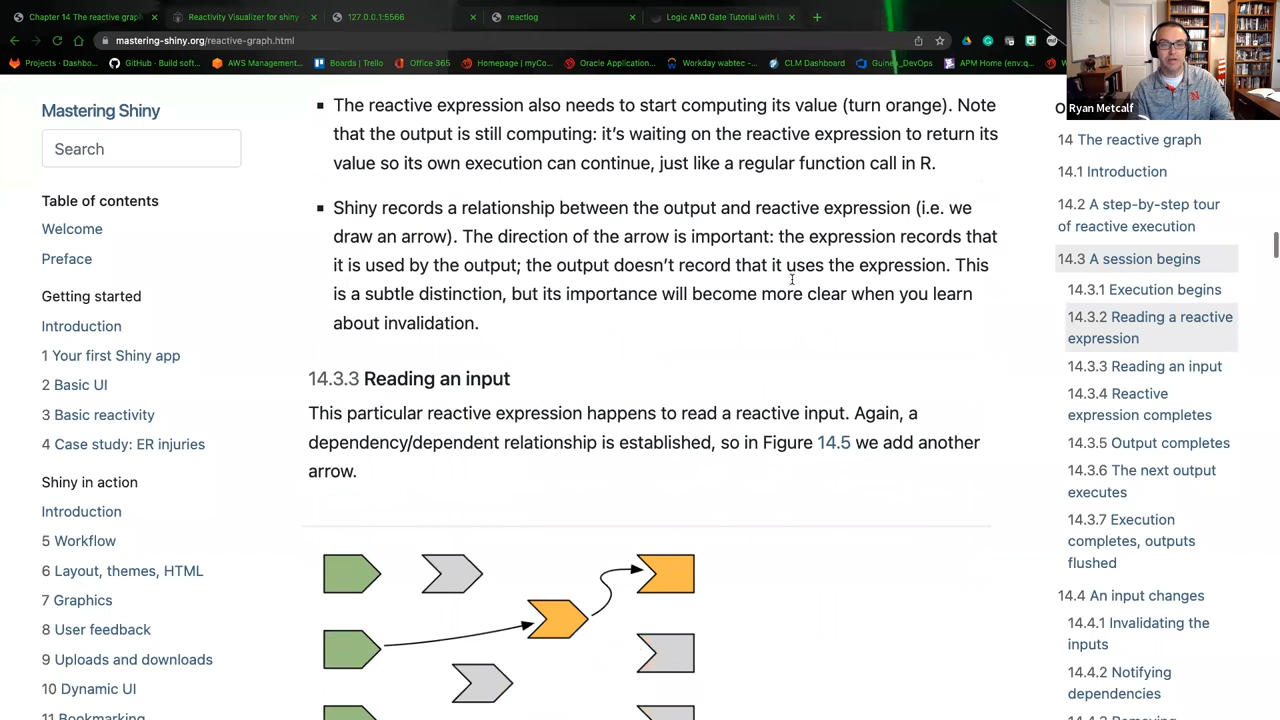 Chapter 14 The reactive grap
Reactivity Visualizer for shiny
127.0.0.1:5566
reactlog
Logic AND Gate Tutorial with L
mastering-shiny.org/reactive-graph.html
Projects · Dashbo...
GitHub · Build soft...
AWS Management...
Boards | Trello
Office 365
Homepage | myCo...
Oracle Application...
Workday wabtec -...
CLM Dashboard
Guinea_DevOps
APM Home (env:q...
Ryan Metcalf
Mastering Shiny
Search
Table of contents
Welcome
Preface
Getting started
Introduction
1 Your first Shiny app
2 Basic UI
3 Basic reactivity
4 Case study: ER injuries
Shiny in action
Introduction
5 Workflow
6 Layout, themes, HTML
7 Graphics
8 User feedback
9 Uploads and downloads
10 Dynamic UI
11 Bookmarking
The reactive expression also needs to start computing its value (turn orange). Note
that the output is still computing: it's waiting on the reactive expression to return its
value so its own execution can continue, just like a regular function call in R.
Shiny records a relationship between the output and reactive expression (i.e. we
draw an arrow). The direction of the arrow is important: the expression records that
it is used by the output; the output doesn't record that it uses the expression. This
is a subtle distinction, but its importance will become more clear when you learn
about invalidation.
14.3.3 Reading an input
This particular reactive expression happens to read a reactive input. Again, a
dependency/dependent relationship is established, so in Figure 14.5 we add another
arrow.
14 The reactive graph
14.1 Introduction
14.2 A step-by-step tour
of reactive execution
14.3 A session begins
14.3.1 Execution begins
14.3.2 Reading a reactive
expression
14.3.3 Reading an input
14.3.4 Reactive
expression completes
14.3.5 Output completes
14.3.6 The next output
executes
14.3.7 Execution
completes, outputs
flushed
14.4 An input changes
14.4.1 Invalidating the
inputs
14.4.2 Notifying
dependencies
14.4.3 Removing